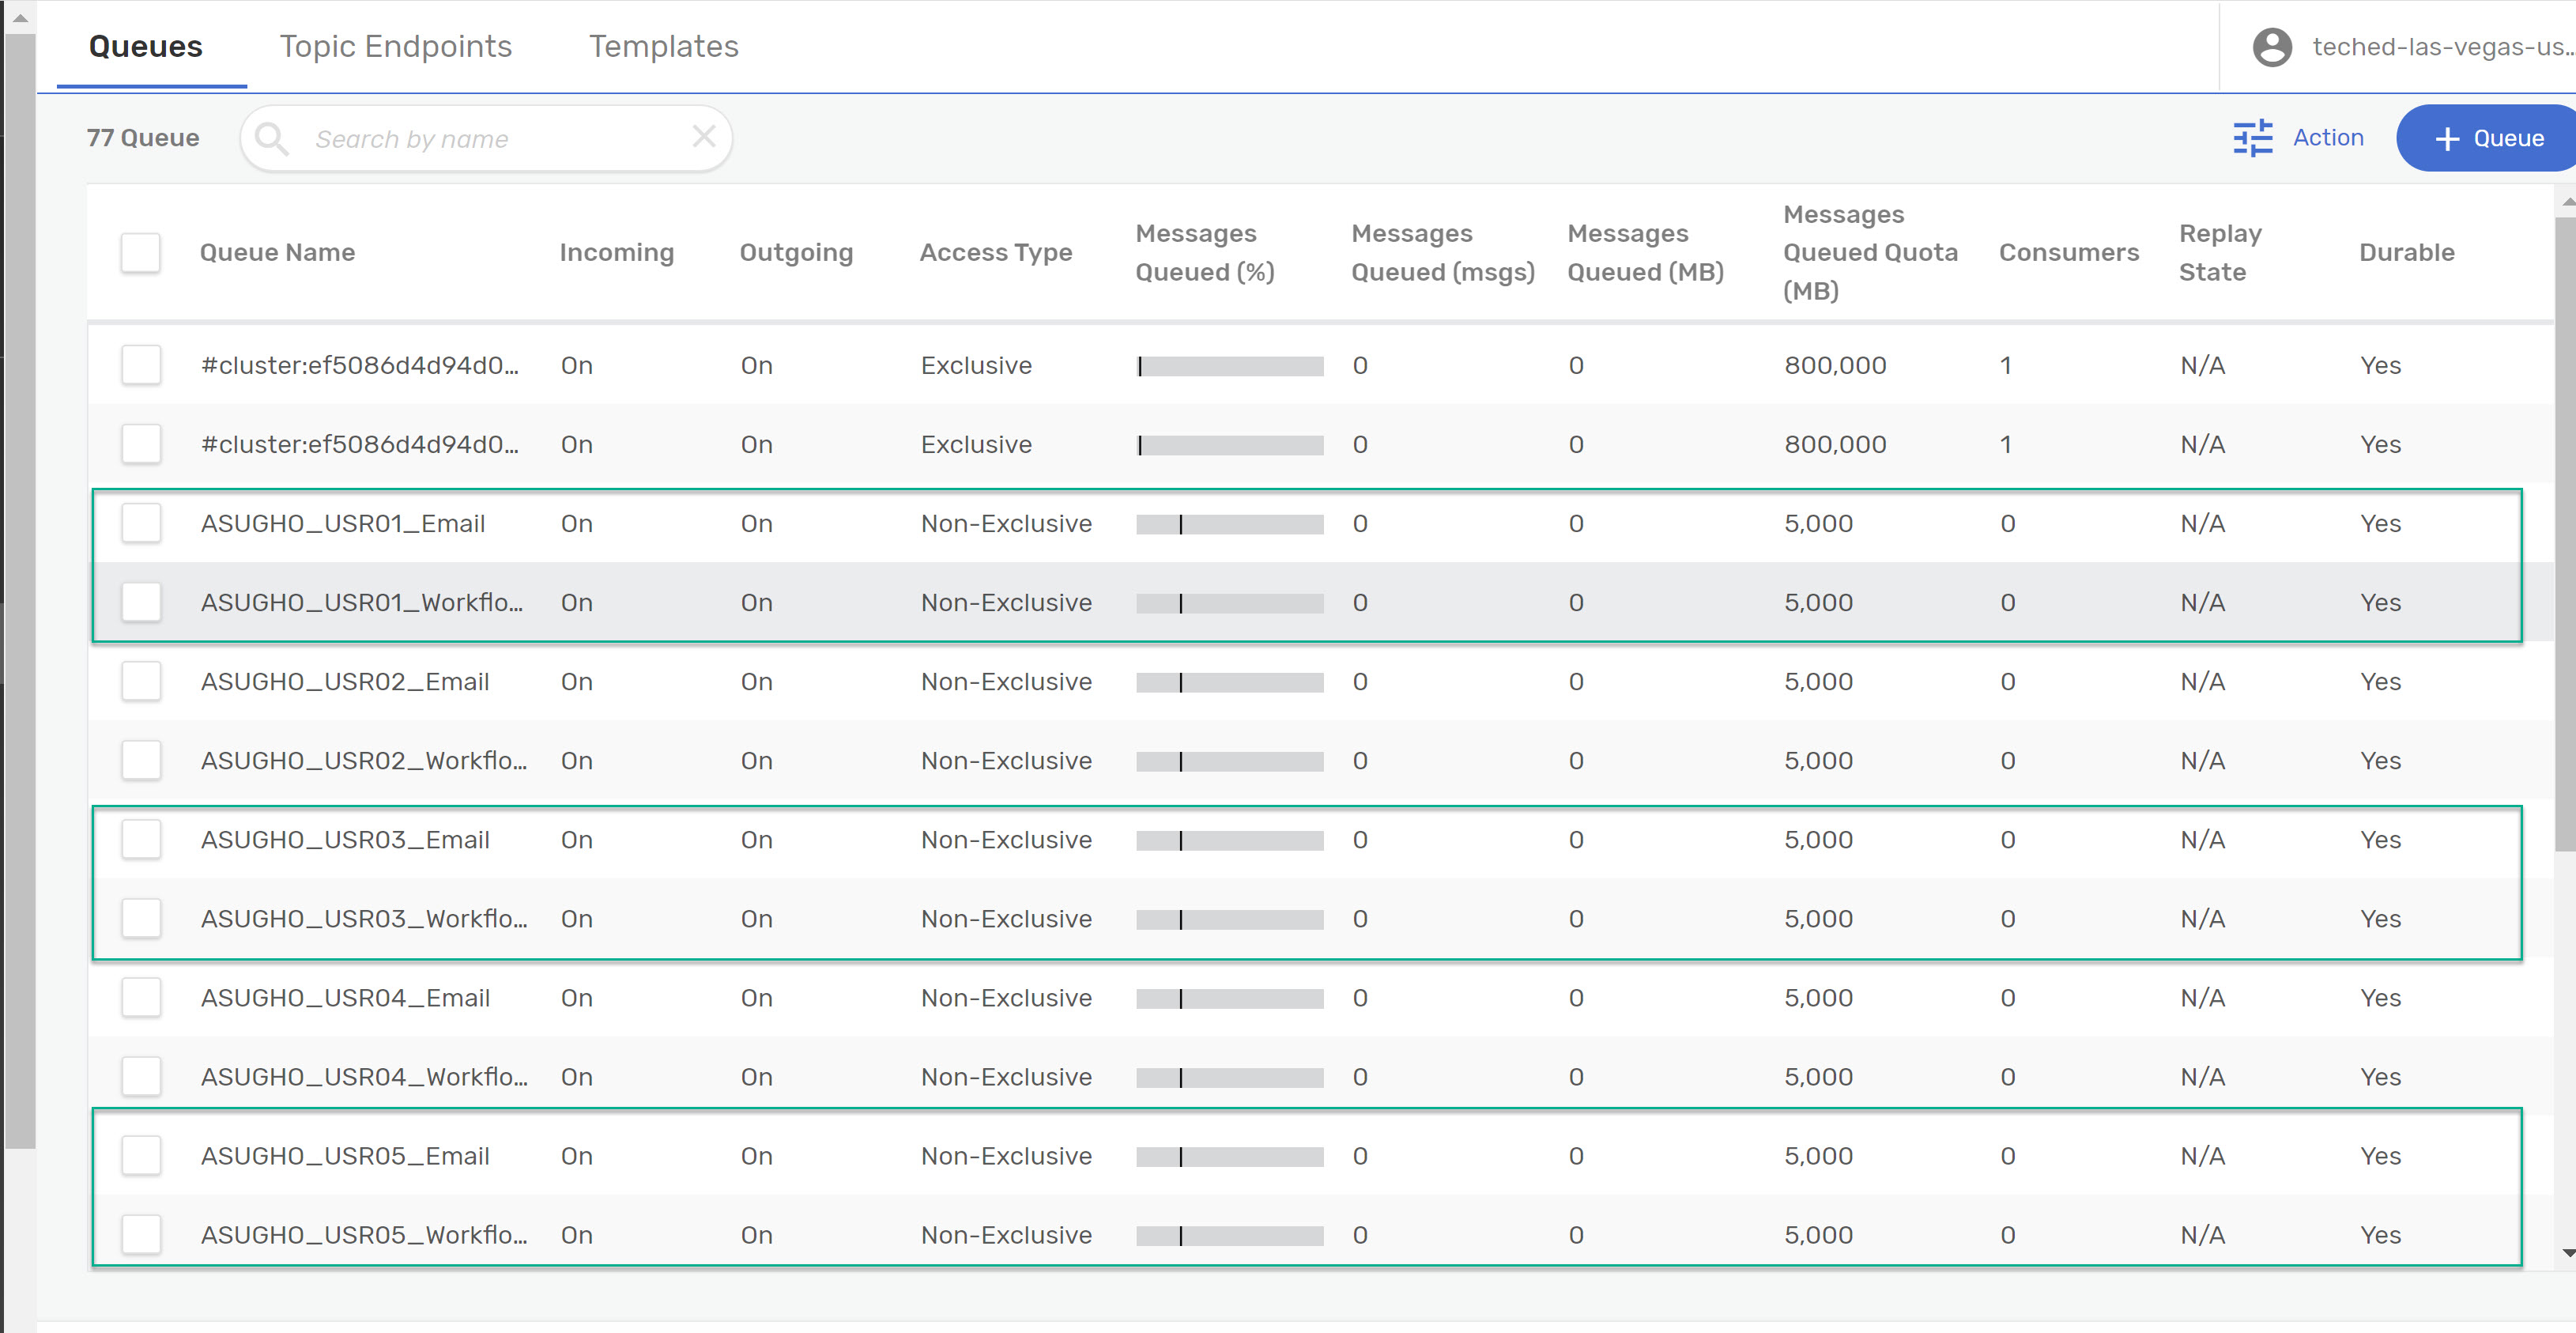 Queues Topic Endpoints Templates teched-las-vegas-us...
77 Queue Search by name Action + Queue
Queue Name Incoming Outgoing Access Type Messages Queued (%) Messages Queued (msgs) Messages Queued (MB) Messages Queued Quota (MB) Consumers Replay State Durable
#cluster:ef5086d4d94d0... On On Exclusive 0 0 800,000 1 N/A Yes
#cluster:ef5086d4d94d0... On On Exclusive 0 0 800,000 1 N/A Yes
ASUGHO_USR01_Email On On Non-Exclusive 0 0 5,000 0 N/A Yes
ASUGHO_USR01_Workflo... On On Non-Exclusive 0 0 5,000 0 N/A Yes
ASUGHO_USR02_Email On On Non-Exclusive 0 0 5,000 0 N/A Yes
ASUGHO_USR02_Workflo... On On Non-Exclusive 0 0 5,000 0 N/A Yes
ASUGHO_USR03_Email On On Non-Exclusive 0 0 5,000 0 N/A Yes
ASUGHO_USR03_Workflo... On On Non-Exclusive 0 0 5,000 0 N/A Yes
ASUGHO_USR04_Email On On Non-Exclusive 0 0 5,000 0 N/A Yes
ASUGHO_USR04_Workflo... On On Non-Exclusive 0 0 5,000 0 N/A Yes
ASUGHO_USR05_Email On On Non-Exclusive 0 0 5,000 0 N/A Yes
ASUGHO_USR05_Workflo... On On Non-Exclusive 0 0 5,000 0 N/A Yes